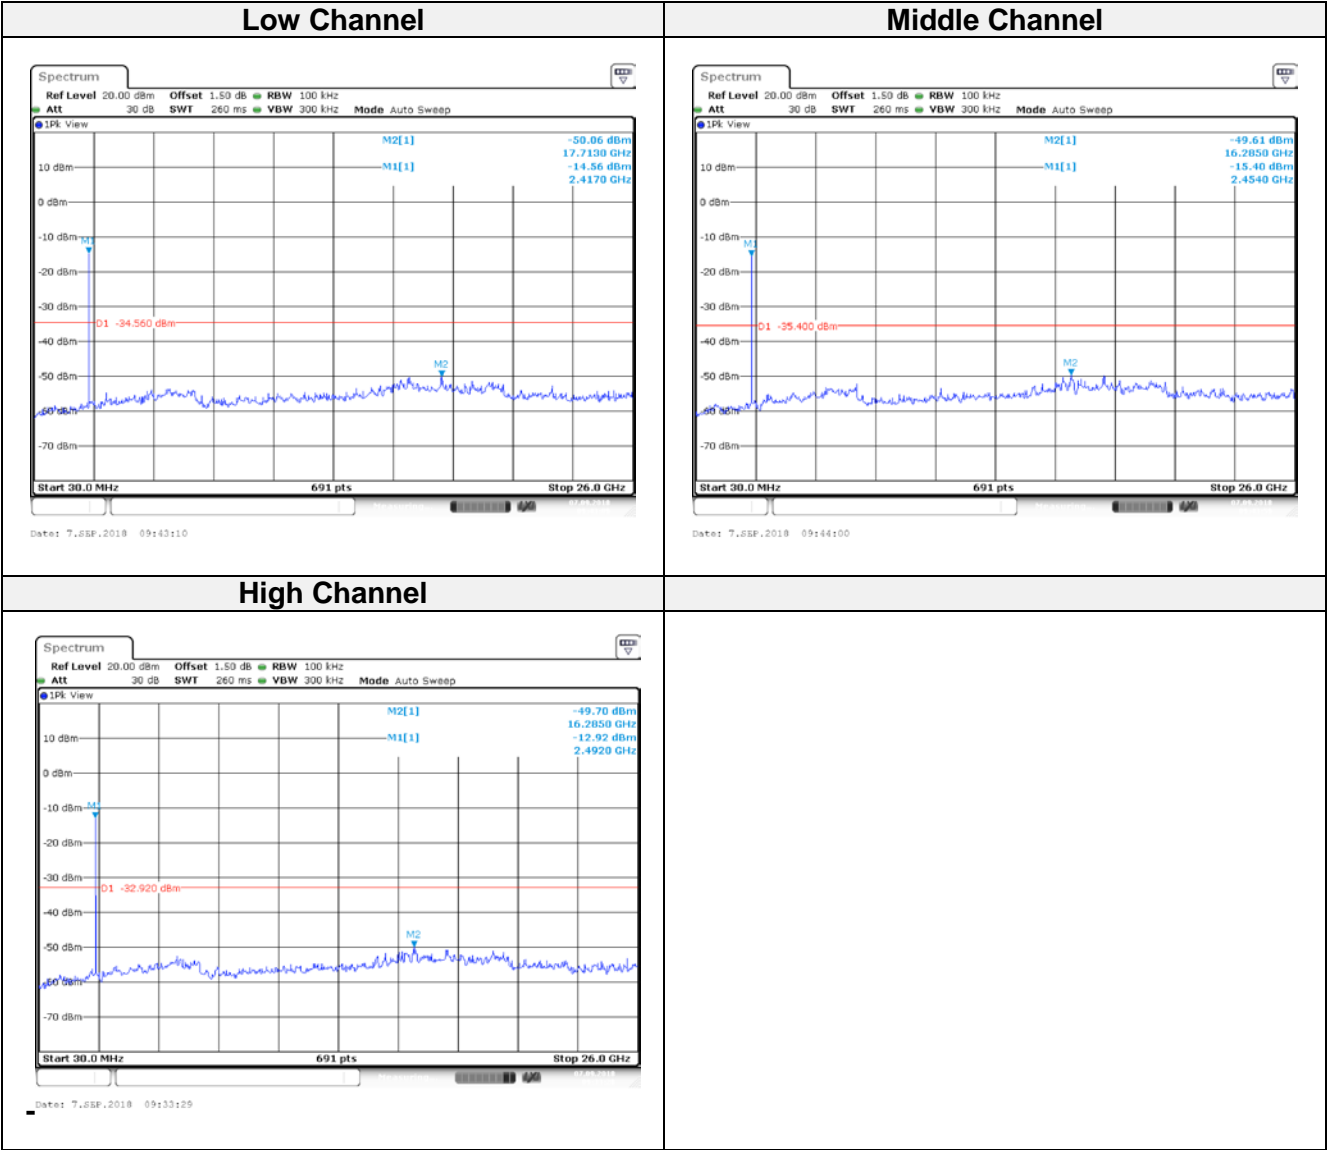 Low Channel
Middle Channel
Spectrum
Ref Level 20.00 dBm Offset 1.50 dB RBW 100 kHz
Att 30 dB SWT 260 ms VBW 300 kHz Mode Auto Sweep
1Pk View
M2[1] -50.06 dBm
17.7130 GHz
10 dBm M1[1] -14.56 dBm
2.4170 GHz
0 dBm
-10 dBm
M1
-20 dBm
-30 dBm
D1 -34.560 dBm
-40 dBm
M2
-50 dBm
-60 dBm
-70 dBm
Start 30.0 MHz 691 pts Stop 26.0 GHz
Date: 7.SEP.2018 09:43:10
Spectrum
Ref Level 20.00 dBm Offset 1.50 dB RBW 100 kHz
Att 30 dB SWT 260 ms VBW 300 kHz Mode Auto Sweep
1Pk View
M2[1] -49.61 dBm
16.2850 GHz
10 dBm M1[1] -15.40 dBm
2.4540 GHz
0 dBm
-10 dBm
M1
-20 dBm
-30 dBm
D1 -35.400 dBm
-40 dBm
M2
-50 dBm
-60 dBm
-70 dBm
Start 30.0 MHz 691 pts Stop 26.0 GHz
Date: 7.SEP.2018 09:44:00
High Channel
Spectrum
Ref Level 20.00 dBm Offset 1.50 dB RBW 100 kHz
Att 30 dB SWT 260 ms VBW 300 kHz Mode Auto Sweep
1Pk View
M2[1] -49.70 dBm
16.2850 GHz
10 dBm M1[1] -12.92 dBm
2.4920 GHz
0 dBm
-10 dBm M1
-20 dBm
-30 dBm
D1 -32.920 dBm
-40 dBm
M2
-50 dBm
-60 dBm
-70 dBm
Start 30.0 MHz 691 pts Stop 26.0 GHz
Date: 7.SEP.2018 09:33:29
-